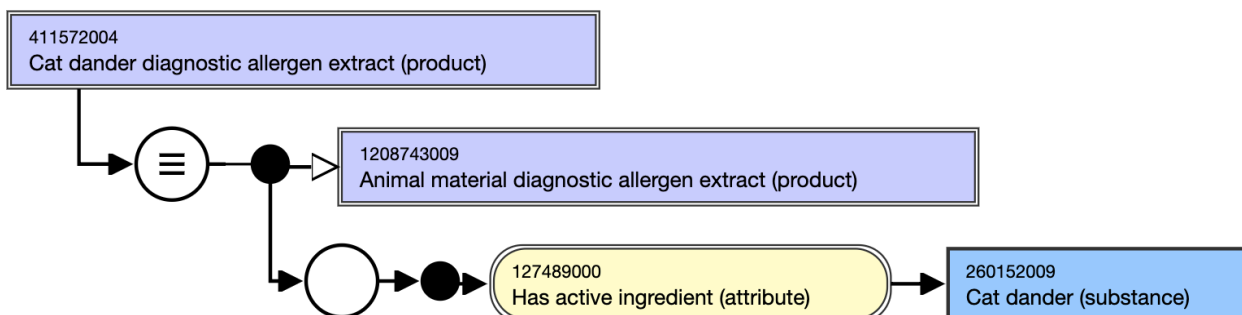 411572004
Cat dander diagnostic allergen extract (product)
1208743009
Animal material diagnostic allergen extract (product)
127489000
Has active ingredient (attribute)
260152009
Cat dander (substance)